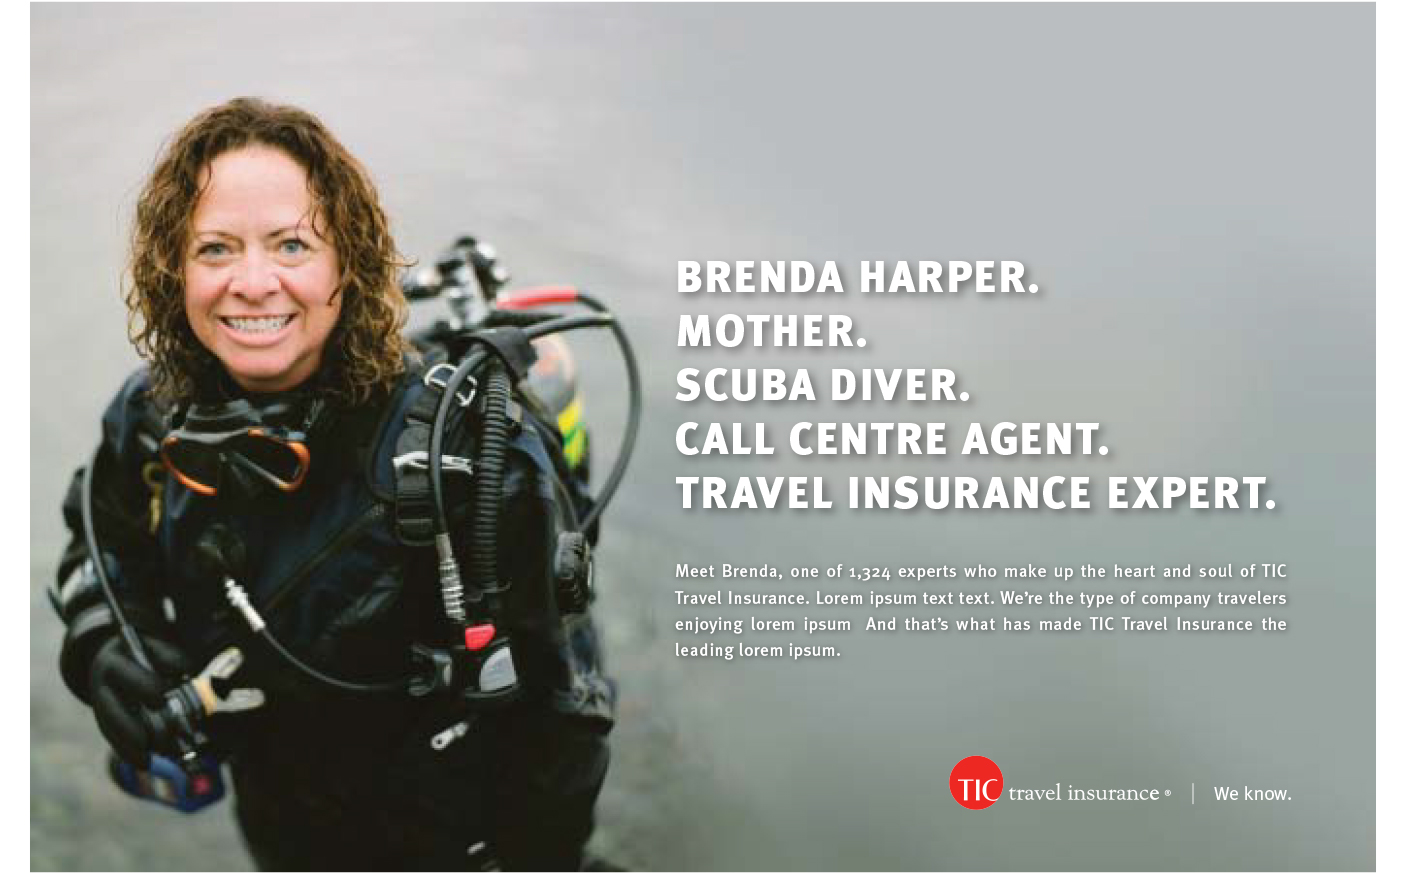 BRENDA HARPER.
MOTHER.
SCUBA DIVER.
CALL CENTRE AGENT.
TRAVEL INSURANCE EXPERT.
Meet Brenda, one of 1,324 experts who make up the heart and soul of TIC
Travel Insurance. Lorem ipsum text text. We’re the type of company travelers
enjoying lorem ipsum  And that’s what has made TIC Travel Insurance the
leading lorem ipsum.
TIC travel insurance ® | We know.